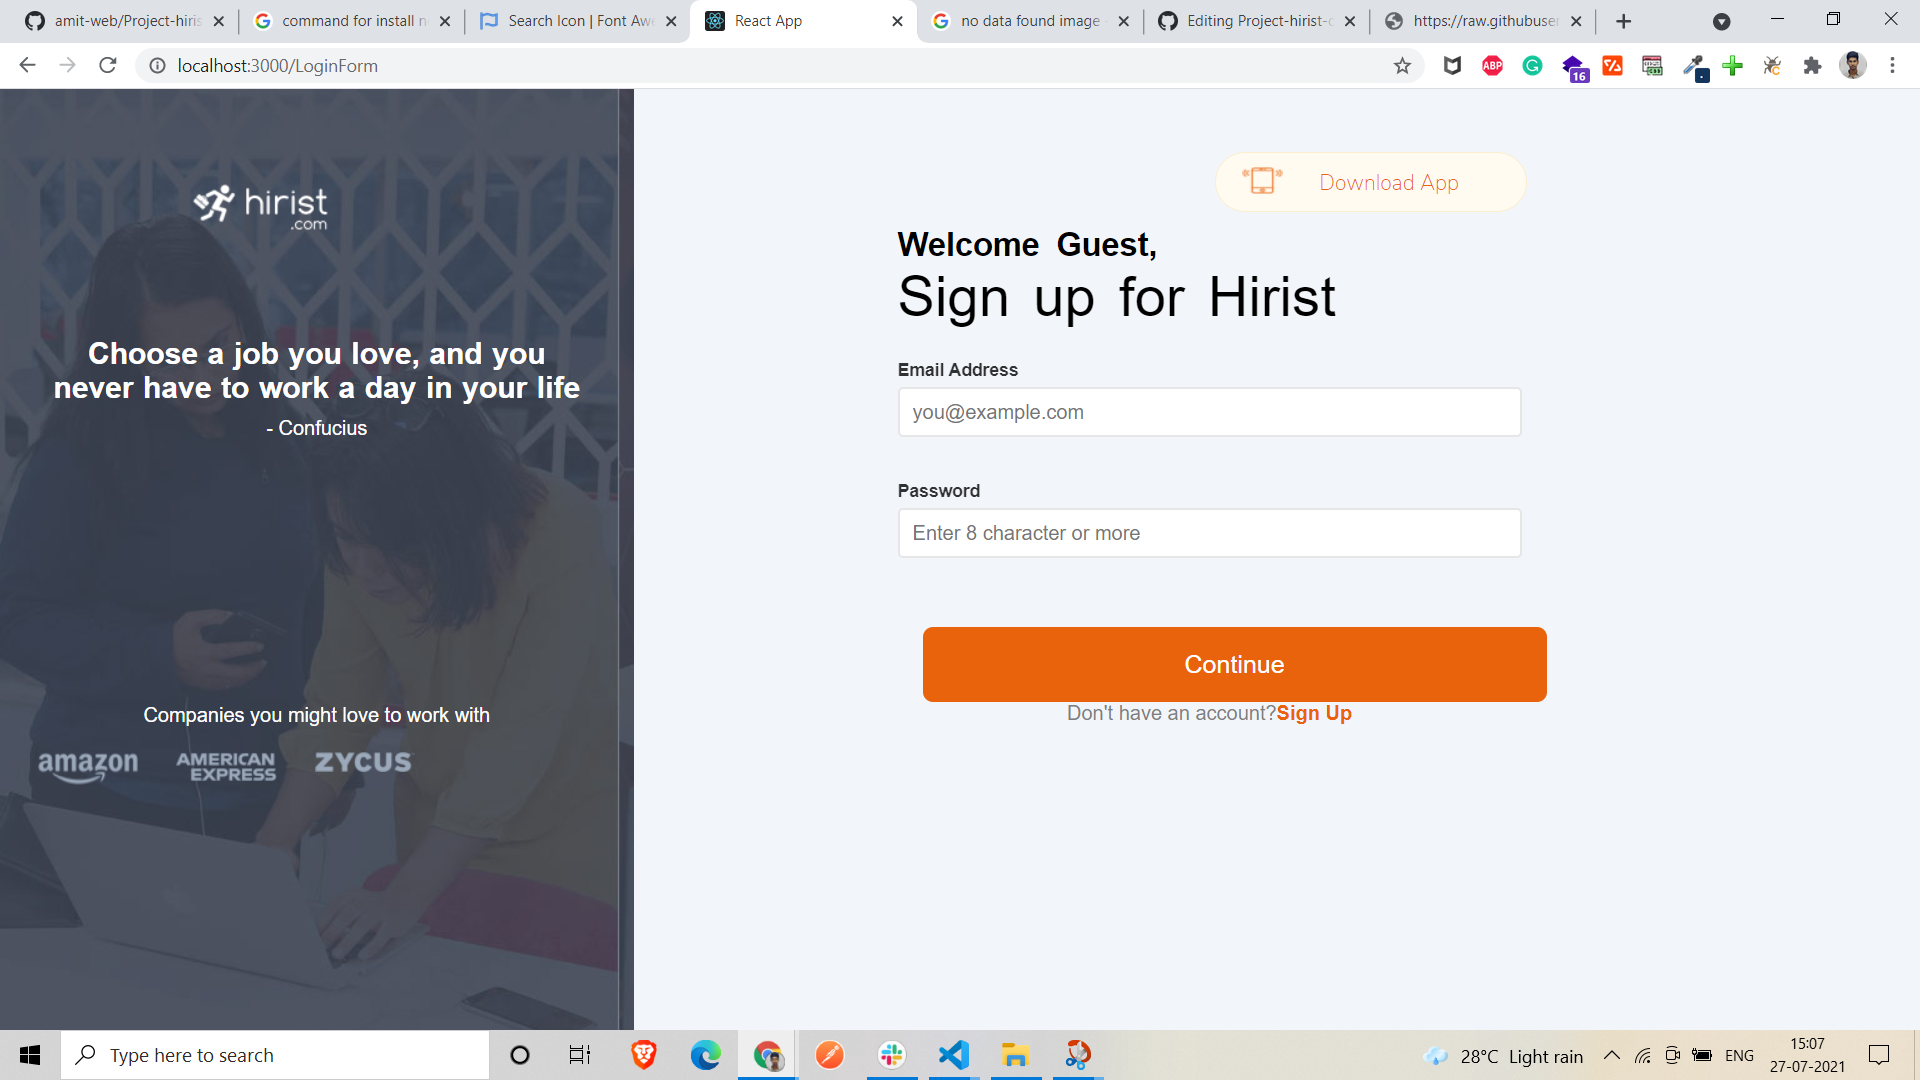 amit-web/Project-hiris
command for install n
Search Icon | Font Awe
React App
no data found image
Editing Project-hirist-c
https://raw.githubuser
localhost:3000/LoginForm
ABP
16
hirist
.com
Choose a job you love, and you
never have to work a day in your life
- Confucius
Companies you might love to work with
amazon
AMERICAN
EXPRESS
ZYCUS
Download App
Welcome Guest,
Sign up for Hirist
Email Address
you@example.com
Password
Enter 8 character or more
Continue
Don't have an account?Sign Up
Type here to search
28°C Light rain
ENG
15:07
27-07-2021